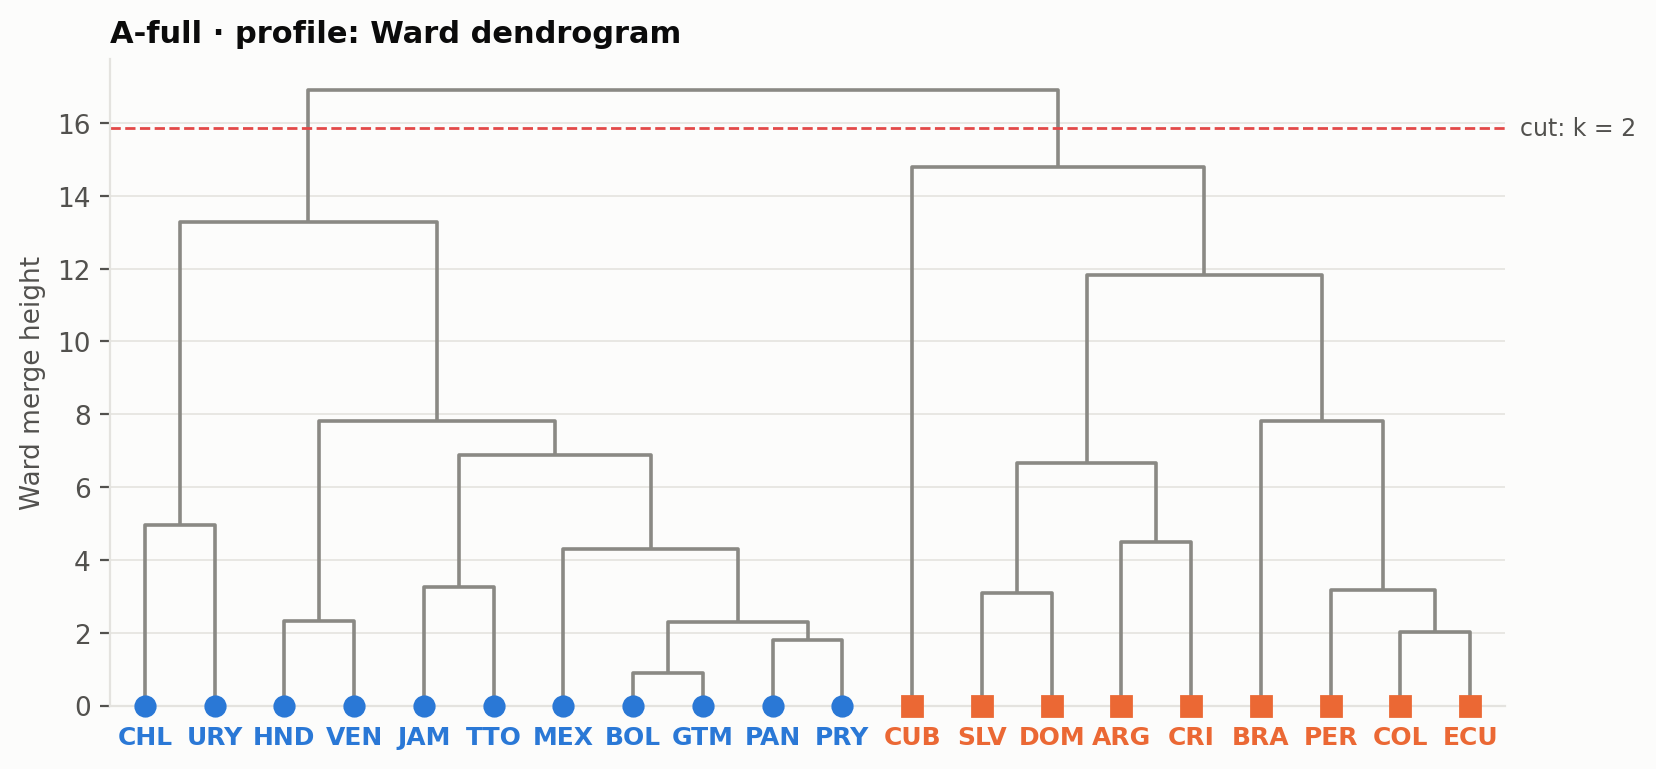 A-full · profile: Ward dendrogram
Ward merge height
16
14
12
10
8
6
4
2
0
cut: k = 2
CHL URY HND VEN JAM TTO MEX BOL GTM PAN PRY CUB SLV DOM ARG CRI BRA PER COL ECU